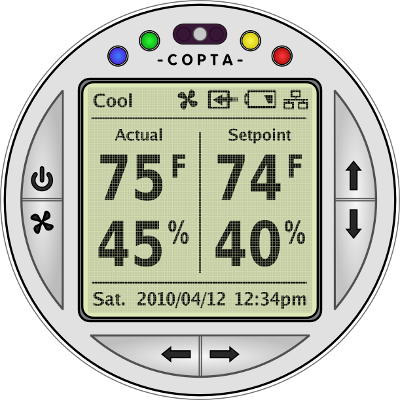 -COPTA-
Cool
Actual Setpoint
75F 74F
45% 40%
Sat. 2010/04/12 12:34pm